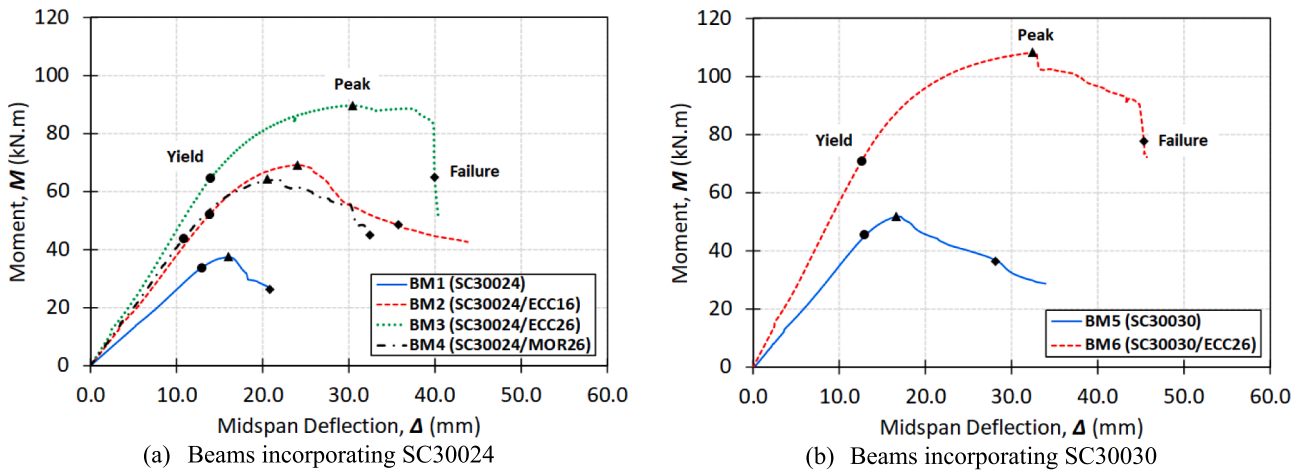 120
100
80
60
40
20
0
Moment, M (kN.m)
Peak
Yield
Failure
BM1 (SC30024)
BM2 (SC30024/ECC16)
BM3 (SC30024/ECC26)
BM4 (SC30024/MOR26)
0.0 10.0 20.0 30.0 40.0 50.0 60.0
Midspan Deflection, Δ (mm)
(a) Beams incorporating SC30024
120
100
80
60
40
20
0
Moment, M (kN.m)
Peak
Yield
Failure
BM5 (SC30030)
BM6 (SC30030/ECC26)
0.0 10.0 20.0 30.0 40.0 50.0 60.0
Midspan Deflection, Δ (mm)
(b) Beams incorporating SC30030